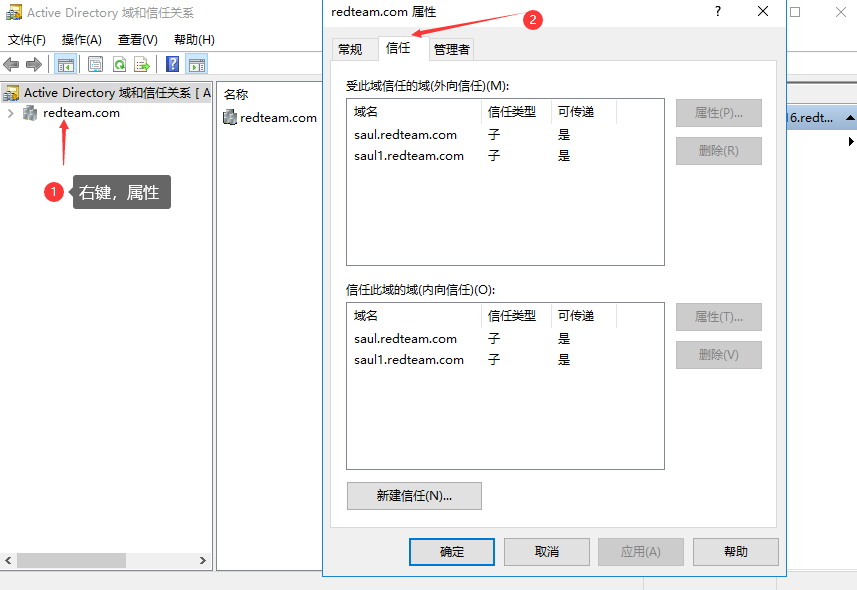 Active Directory 域和信任关系
文件(F) 操作(A) 查看(V) 帮助(H)
Active Directory 域和信任关系 [ A
redteam.com
1
右键，属性
名称
redteam.com
redteam.com 属性
?
2
常规 信任 管理者
受此域信任的域(外向信任)(M):
域名 信任类型 可传递
saul.redteam.com 子 是
saul1.redteam.com 子 是
属性(P)...
删除(R)
信任此域的域(内向信任)(O):
域名 信任类型 可传递
saul.redteam.com 子 是
saul1.redteam.com 子 是
属性(T)...
删除(V)
新建信任(N)...
确定 取消 应用(A) 帮助
16.redt...